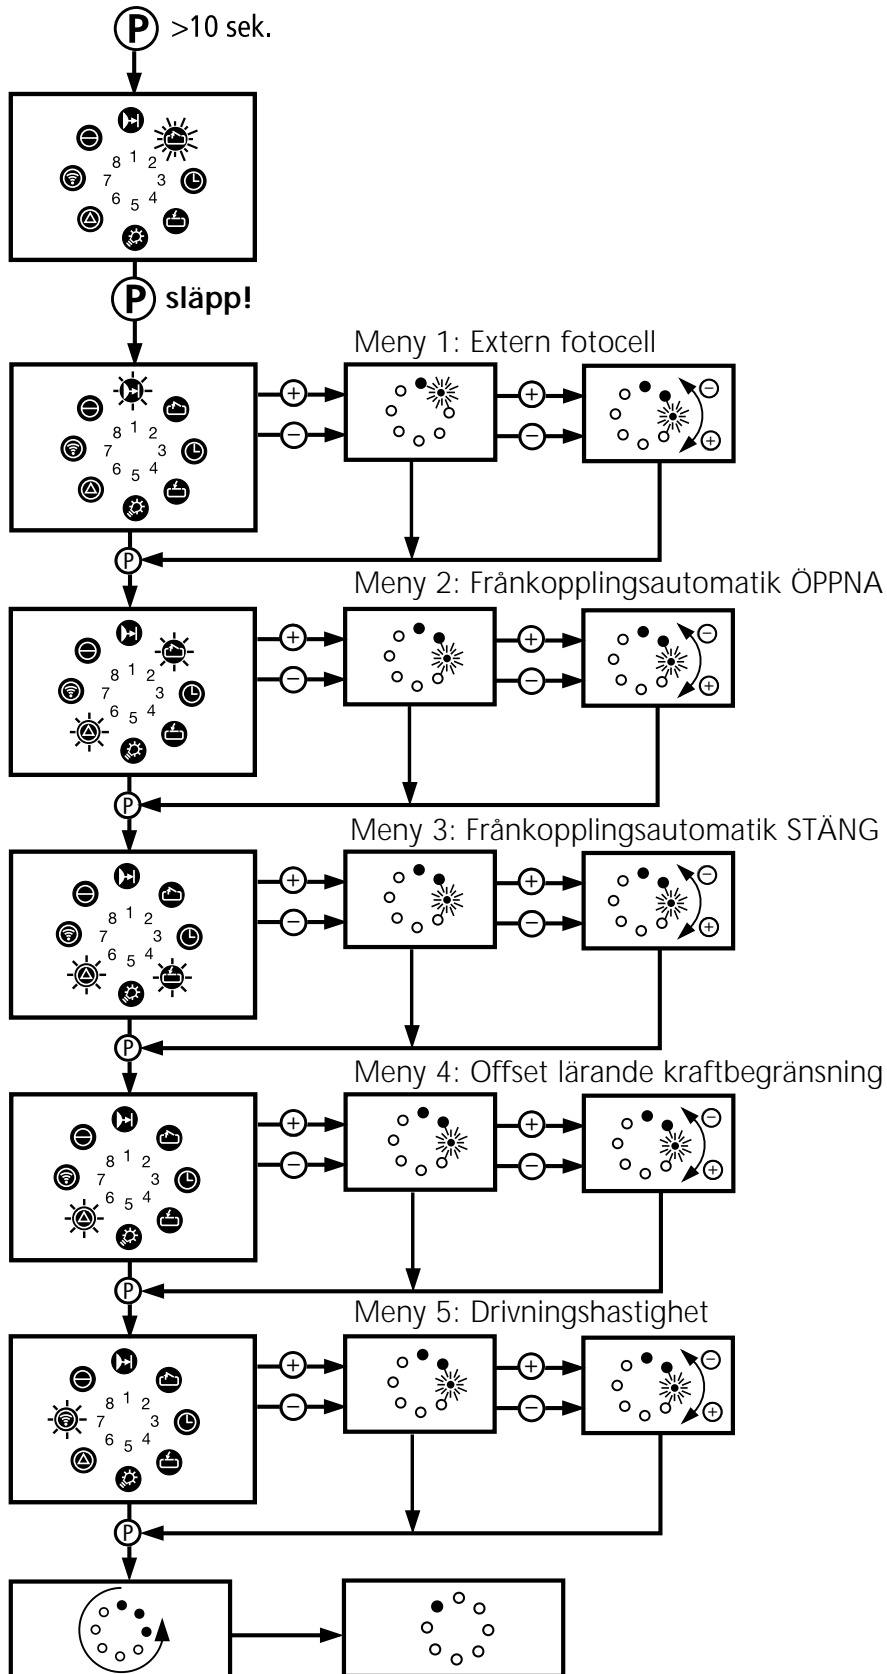 P >10 sek.
1 2 3 4 5 6 7 8
P släpp!
Meny 1: Extern fotocell
1 2 3 4 5 6 7 8
+ +
− −
− +
P
Meny 2: Frånkopplingsautomatik ÖPPNA
1 2 3 4 5 6 7 8
+ +
− −
− +
P
Meny 3: Frånkopplingsautomatik STÄNG
1 2 3 4 5 6 7 8
+ +
− −
− +
P
Meny 4: Offset lärande kraftbegränsning
1 2 3 4 5 6 7 8
+ +
− −
− +
P
Meny 5: Drivningshastighet
1 2 3 4 5 6 7 8
+ +
− −
− +
P